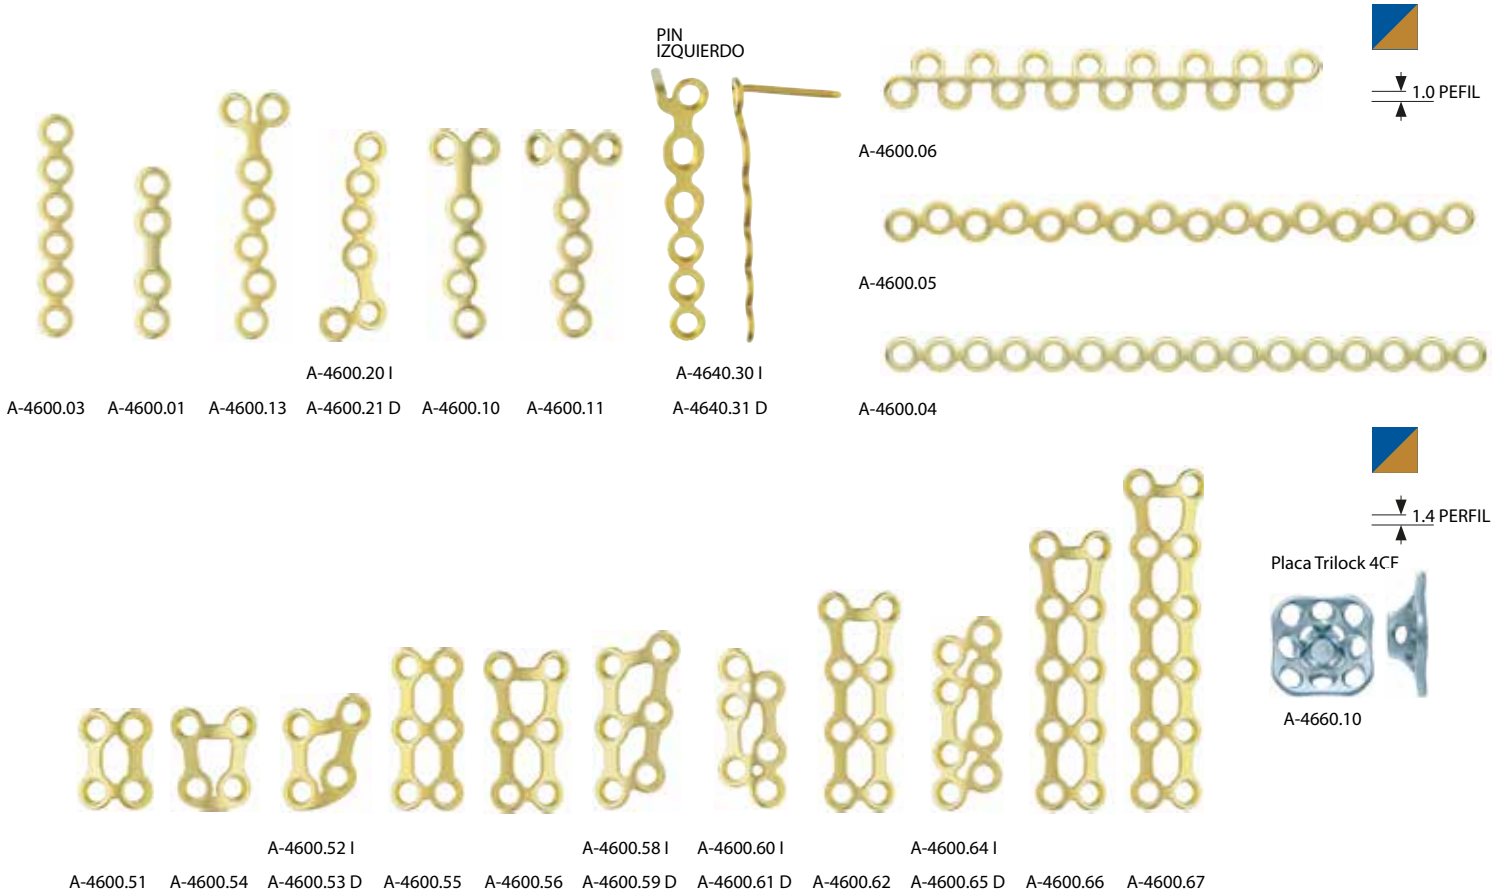 PIN
IZQUIERDO
1.0 PEFIL
A-4600.06
A-4600.05
A-4600.20 I
A-4640.30 I
A-4600.03
A-4600.01
A-4600.13
A-4600.21 D
A-4600.10
A-4600.11
A-4640.31 D
A-4600.04
1.4 PERFIL
Placa Trilock 4CF
A-4660.10
A-4600.52 I
A-4600.58 I
A-4600.60 I
A-4600.64 I
A-4600.51
A-4600.54
A-4600.53 D
A-4600.55
A-4600.56
A-4600.59 D
A-4600.61 D
A-4600.62
A-4600.65 D
A-4600.66
A-4600.67